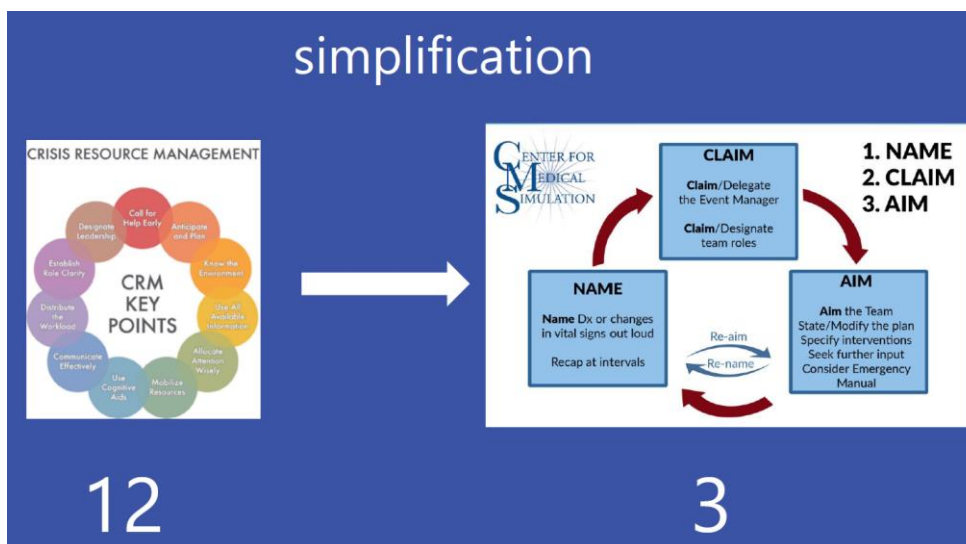 simplification
CRISIS RESOURCE MANAGEMENT
Call for
Help Early
Anticipate
and Plan
Know the
Environment
Use All
Available
Information
Allocate
Attention
Wisely
Mobilize
Resources
Use
Cognitive
Aids
Communicate
Effectively
Distribute
the
Workload
Establish
Role Clarity
Designate
Leadership
CRM
KEY
POINTS
12
CENTER FOR
MEDICAL
SIMULATION
CLAIM
Claim/Delegate
the Event Manager
Claim/Designate
team roles
1. NAME
2. CLAIM
3. AIM
NAME
Name Dx or changes
in vital signs out loud
Recap at intervals
Re-aim
Re-name
AIM
Aim the Team
State/Modify the plan
Specify interventions
Seek further input
Consider Emergency
Manual
3